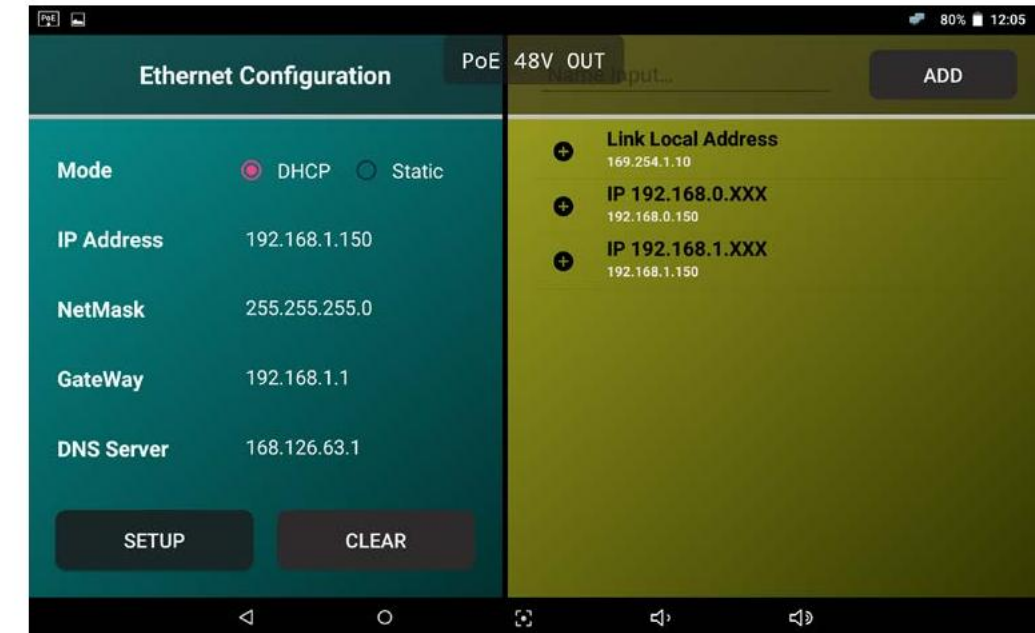 PoE
80% 12:05
Ethernet Configuration
PoE 48V OUT
Name Input...
ADD
Mode
DHCP
Static
IP Address
192.168.1.150
NetMask
255.255.255.0
GateWay
192.168.1.1
DNS Server
168.126.63.1
SETUP
CLEAR
Link Local Address
169.254.1.10
IP 192.168.0.XXX
192.168.0.150
IP 192.168.1.XXX
192.168.1.150